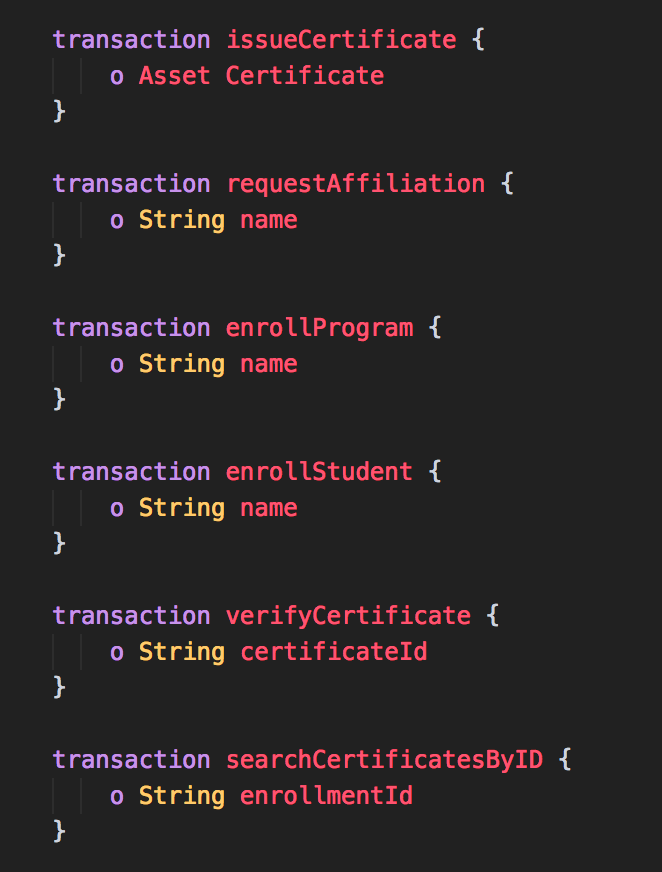 transaction issueCertificate {
o Asset Certificate
}
transaction requestAffiliation {
o String name
}
transaction enrollProgram {
o String name
}
transaction enrollStudent {
o String name
}
transaction verifyCertificate {
o String certificateId
}
transaction searchCertificatesByID {
o String enrollmentId
}